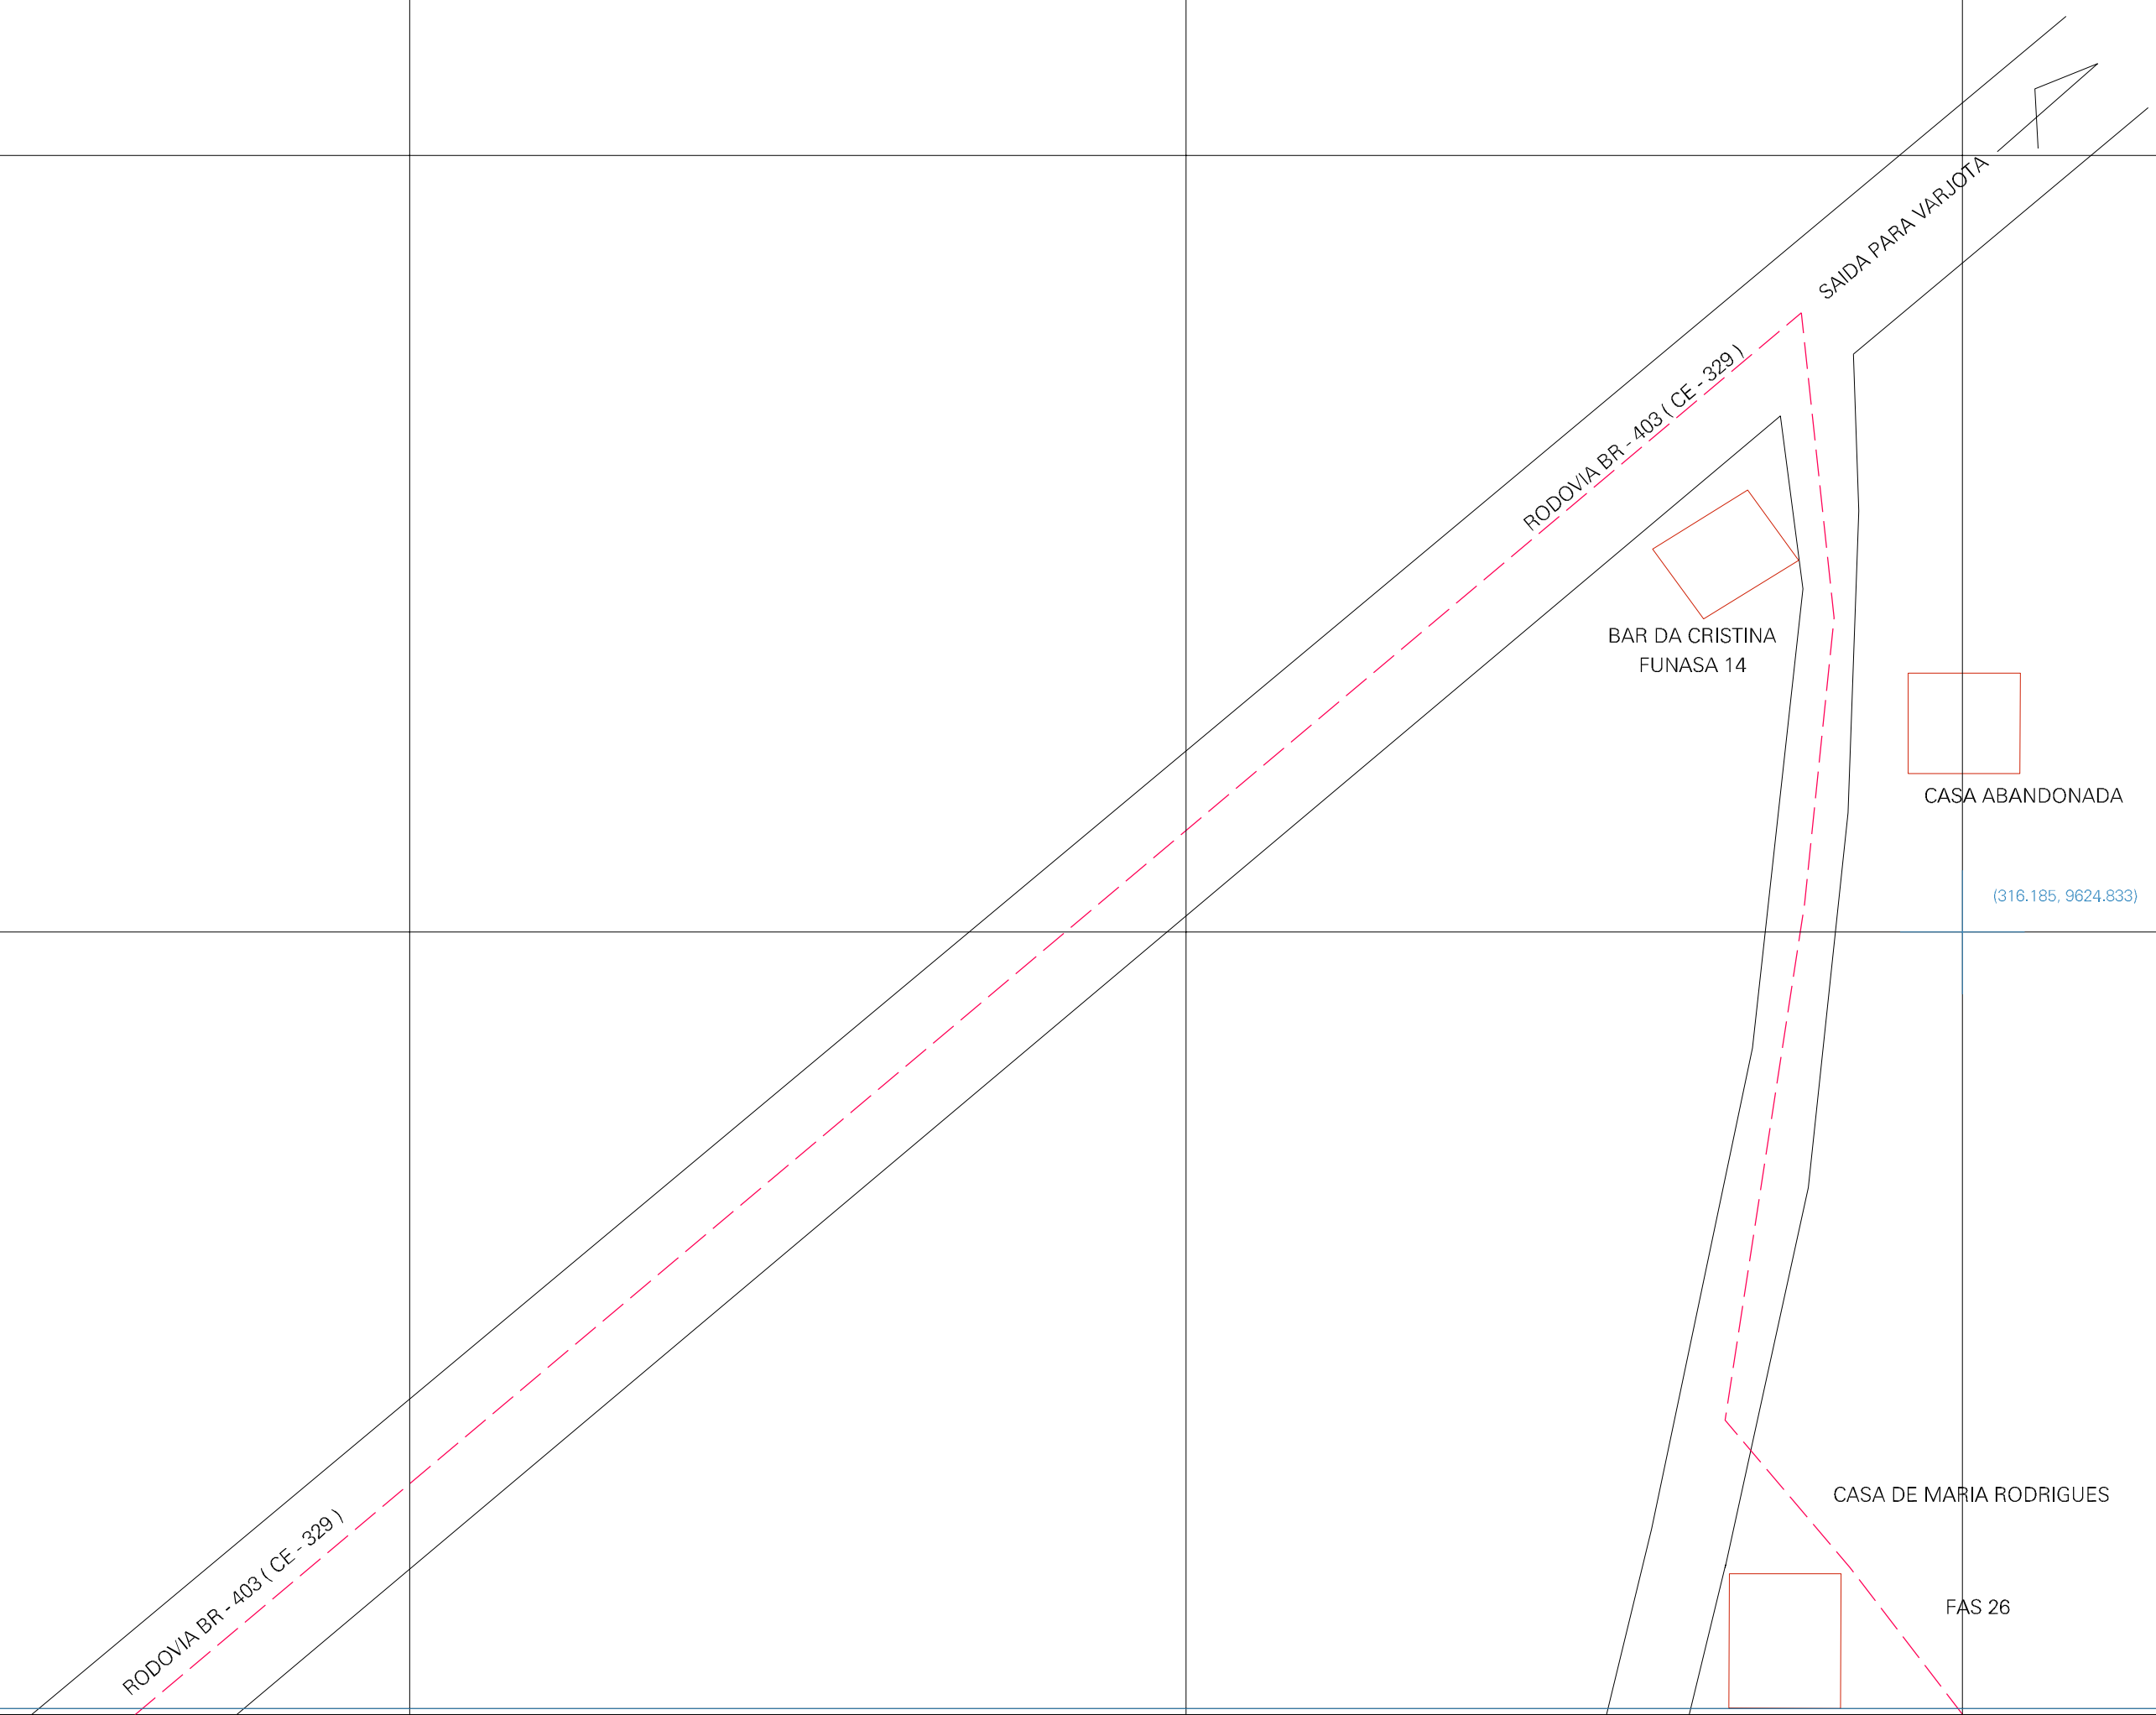 SAIDA PARA VARJOTA
RODOVIA BR - 403 ( CE - 329 )
BAR DA CRISTINA
FUNASA 14
CASA ABANDONADA
(316.185, 9624.833)
CASA DE MARIA RODRIGUES
RODOVIA BR - 403 ( CE - 329 )
FAS 26